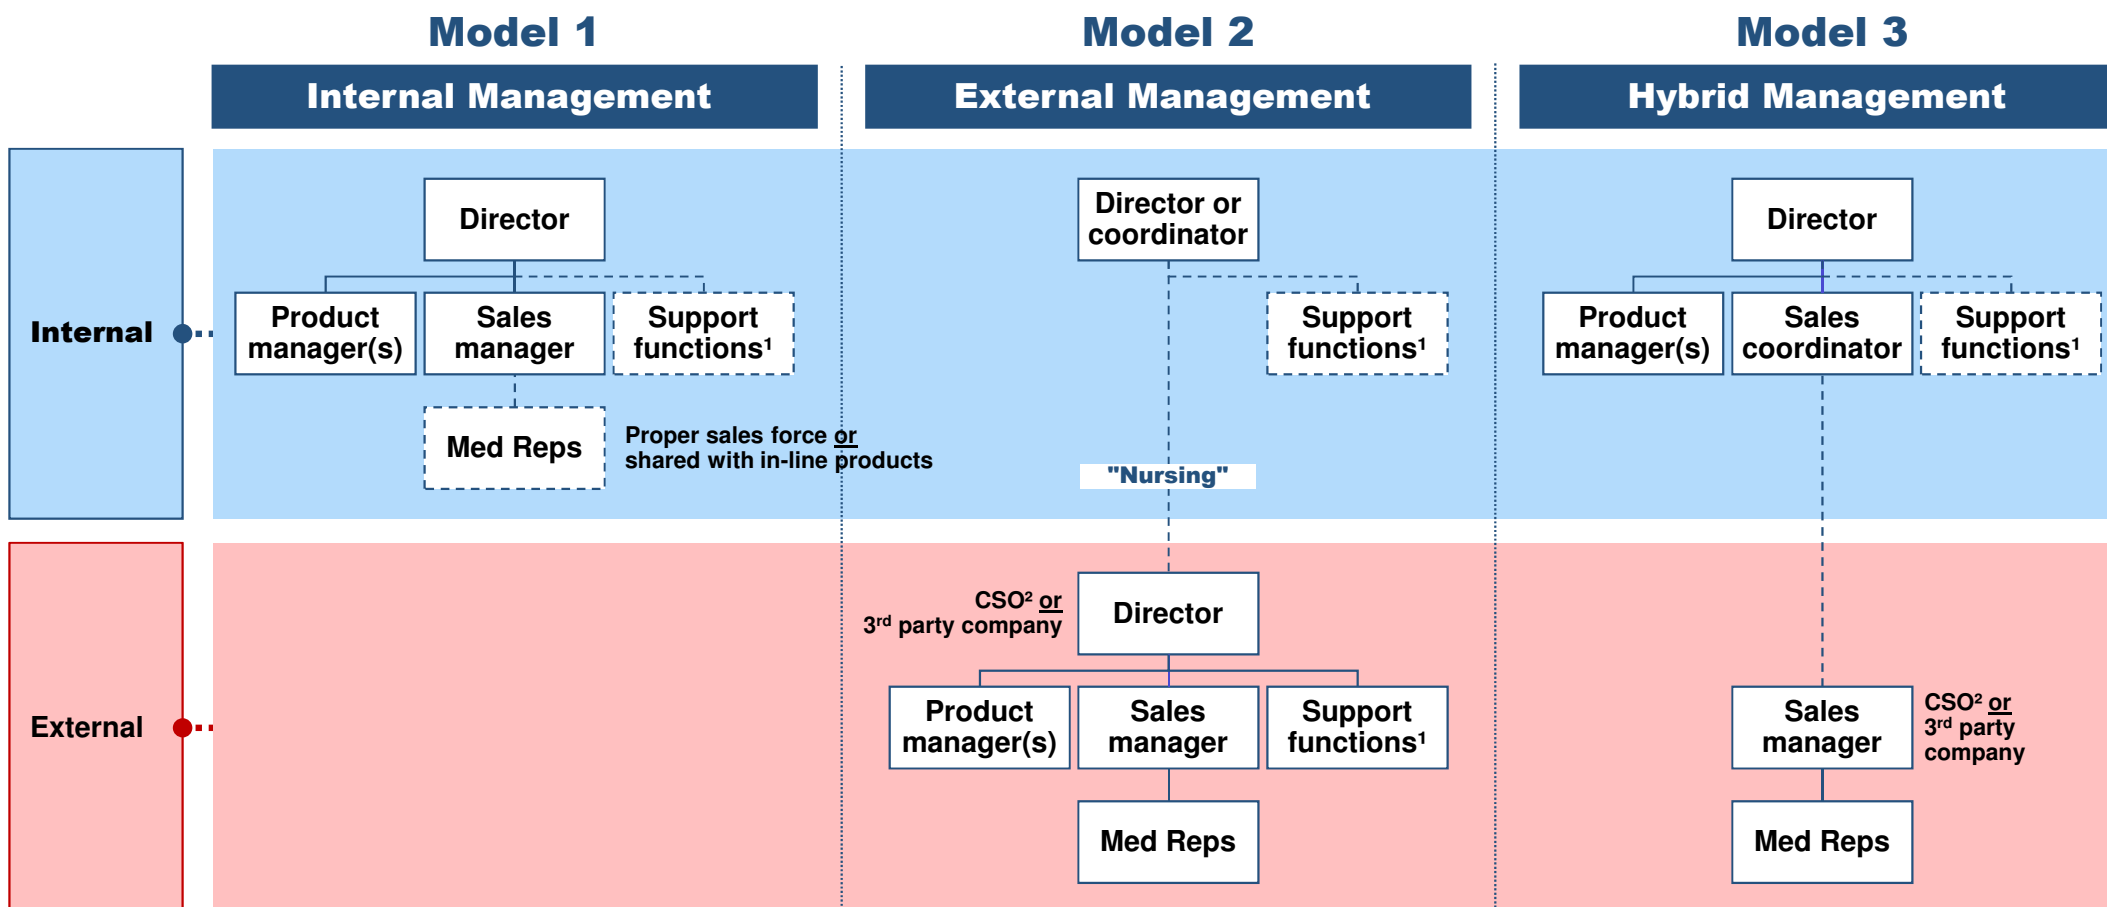 Model 1
Model 2
Model 3
Internal Management
External Management
Hybrid Management
Internal
Director
Product
manager(s)
Sales
manager
Support
functions¹
Med Reps
Proper sales force or
shared with in-line products
Director or
coordinator
Support
functions¹
"Nursing"
Director
Product
manager(s)
Sales
coordinator
Support
functions¹
External
CSO² or
3rd party company
Director
Product
manager(s)
Sales
manager
Support
functions¹
Med Reps
Sales
manager
CSO² or
3rd party
company
Med Reps